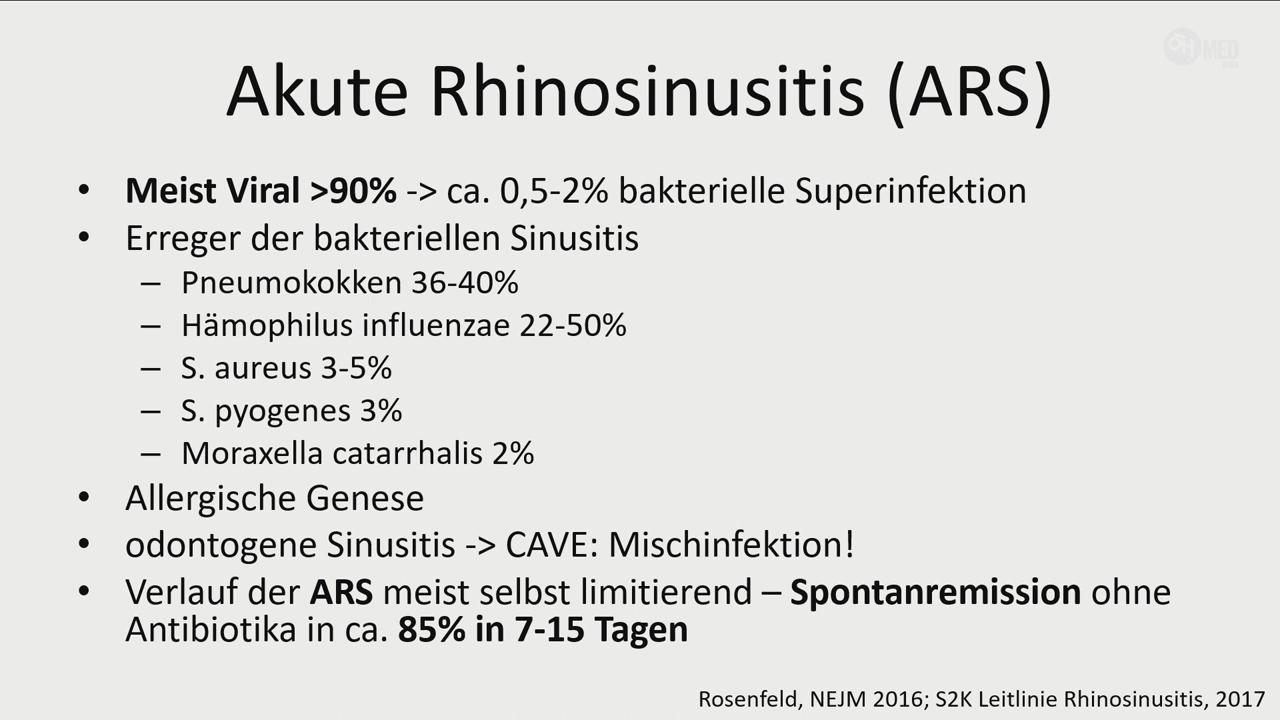 Akute Rhinosinusitis (ARS)
• Meist Viral >90% -> ca. 0,5-2% bakterielle Superinfektion
• Erreger der bakteriellen Sinusitis
– Pneumokokken 36-40%
– Hämophilus influenzae 22-50%
– S. aureus 3-5%
– S. pyogenes 3%
– Moraxella catarrhalis 2%
• Allergische Genese
• odontogene Sinusitis -> CAVE: Mischinfektion!
• Verlauf der ARS meist selbst limitierend – Spontanremission ohne
Antibiotika in ca. 85% in 7-15 Tagen
Rosenfeld, NEJM 2016; S2K Leitlinie Rhinosinusitis, 2017